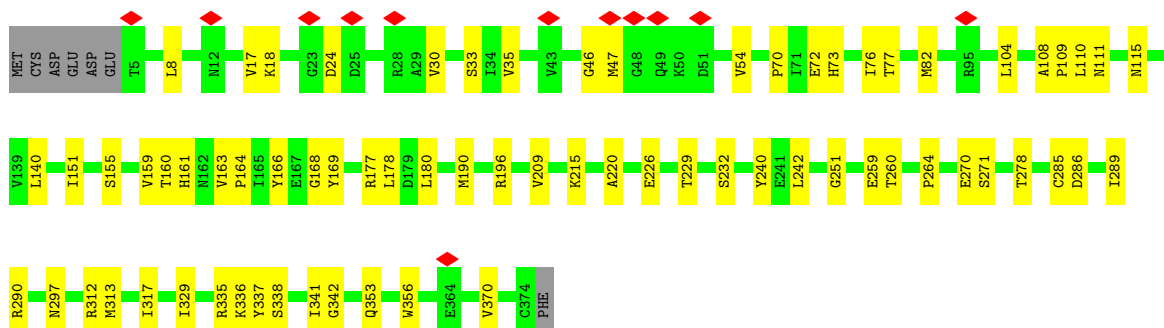 MET CYS ASP GLU ASP GLU T5 L8 N12 V17 K18 G23 D24 D25 R28 A29 V30 S33 I34 V35 V43 G46 M47 G48 Q49 K50 D51 V54 P70 I71 E72 H73 I76 T77 M82 R95 L104 A108 P109 L110 N111 N115
V139 L140 I151 S155 V159 T160 H161 N162 V163 P164 I165 Y166 E167 G168 Y169 R177 L178 D179 L180 M190 R196 V209 K215 A220 E226 T229 S232 Y240 E241 L242 G251 E259 T260 P264 E270 S271 T278 C285 D286 I289
R290 N297 R312 M313 I317 I329 R335 K336 Y337 S338 I341 G342 Q353 W356 E364 V370 C374 PHE